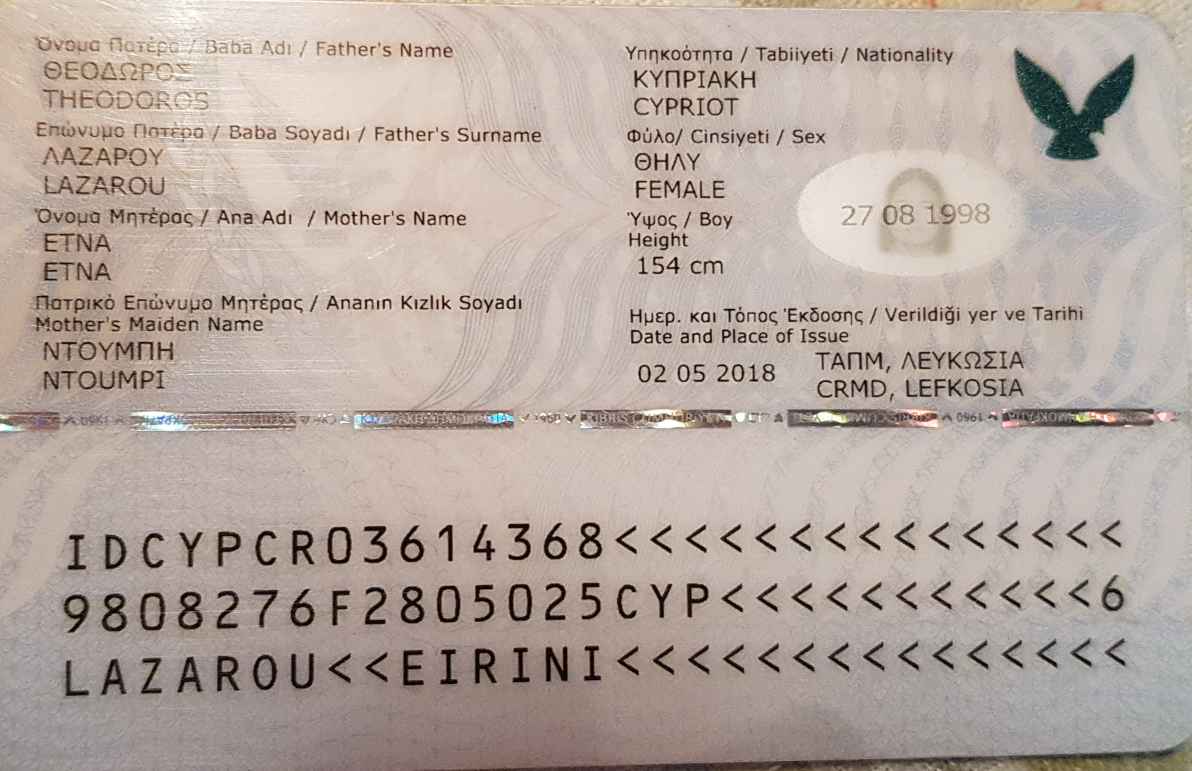 Όνομα Πατέρα / Baba Adı / Father's Name
ΘΕΟΔΩΡΟΣ
THEODOROS
Επώνυμο Πατέρα / Baba Soyadı / Father's Surname
ΛΑΖΑΡΟΥ
LAZAROU
Όνομα Μητέρας / Ana Adı / Mother's Name
ΕΤΝΑ
ETNA
Πατρικό Επώνυμο Μητέρας / Ananın Kızlık Soyadı
Mother's Maiden Name
ΝΤΟΥΜΠΗ
NTOUMPI
Υπηκοότητα / Tabiiyeti / Nationality
ΚΥΠΡΙΑΚΗ
CYPRIOT
Φύλο/ Cinsiyeti / Sex
ΘΗΛΥ
FEMALE
Ύψος / Boy
Height
154 cm
27 08 1998
Ημερ. και Τόπος Έκδοσης / Verildiği yer ve Tarihi
Date and Place of Issue
02 05 2018
ΤΑΠΜ, ΛΕΥΚΩΣΙΑ
CRMD, LEFKOSIA
IDCYPCR03614368<<<<<<<<<<<<<<<
9808276F2805025CYP<<<<<<<<<<<6
LAZAROU<<EIRINI<<<<<<<<<<<<<<<